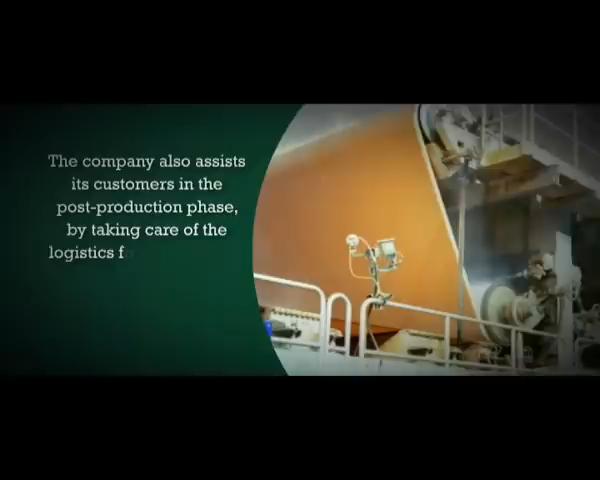 The company also assists
its customers in the
post-production phase,
by taking care of the
logistics f